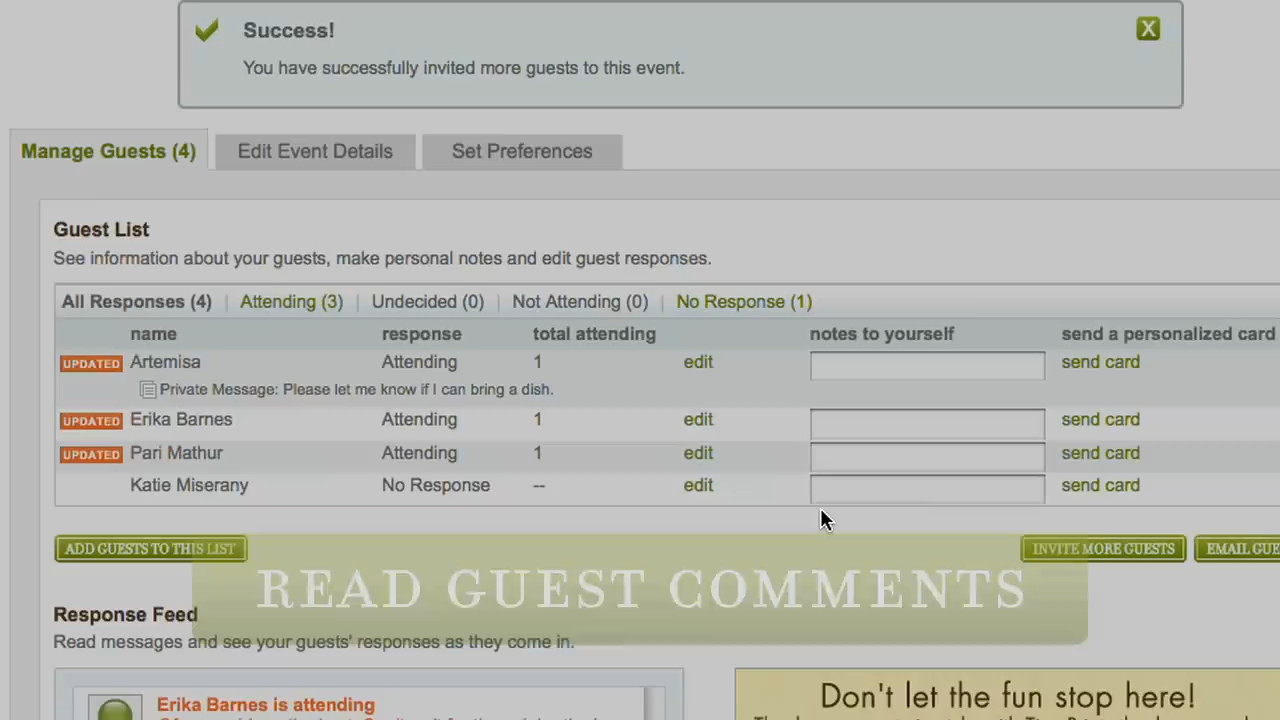 Success!
X
You have successfully invited more guests to this event.
Manage Guests (4) Edit Event Details Set Preferences
Guest List
See information about your guests, make personal notes and edit guest responses.
All Responses (4) | Attending (3) | Undecided (0) | Not Attending (0) | No Response (1)
name response total attending notes to yourself send a personalized card
UPDATED Artemisa Attending 1 edit send card
Private Message: Please let me know if I can bring a dish.
UPDATED Erika Barnes Attending 1 edit send card
UPDATED Pari Mathur Attending 1 edit send card
Katie Miserany No Response -- edit send card
ADD GUESTS TO THIS LIST INVITE MORE GUESTS EMAIL GUE
READ GUEST COMMENTS
Response Feed
Read messages and see your guests' responses as they come in.
Erika Barnes is attending
Don't let the fun stop here!